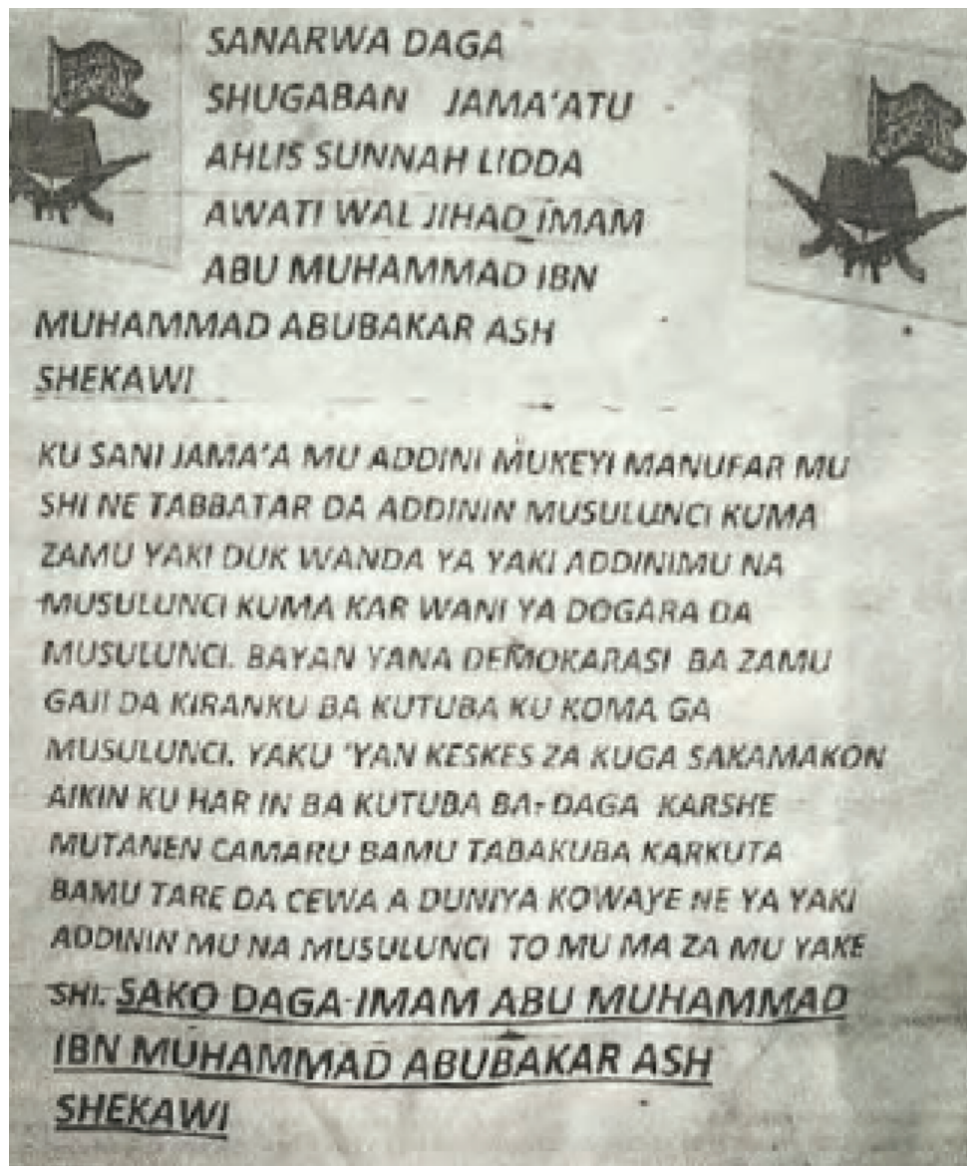 SANARWA DAGA
SHUGABAN JAMA'ATU
AHLIS SUNNAH LIDDA
AWATI WAL JIHAD IMAM
ABU MUHAMMAD IBN
MUHAMMAD ABUBAKAR ASH
SHEKAWI
KU SANI JAMA'A MU ADDINI MUKEYI MANUFAR MU
SHI NE TABBATAR DA ADDININ MUSULUNCI KUMA
ZAMU YAKI DUK WANDA YA YAKI ADDINIMU NA
MUSULUNCI KUMA KAR WANI YA DOGARA DA
MUSULUNCI. BAYAN YANA DEMOKARASI BA ZAMU
GAJI DA KIRANKU BA KUTUBA KU KOMA GA
MUSULUNCI. YAKU 'YAN KESKES ZA KUGA SAKAMAKON
AIKIN KU HAR IN BA KUTUBA BA- DAGA KARSHE
MUTANEN CAMARU BAMU TABAKUBA KARKUTA
BAMU TARE DA CEWA A DUNIYA KOWAYE NE YA YAKI
ADDININ MU NA MUSULUNCI TO MU MA ZA MU YAKE
SHI. SAKO DAGA IMAM ABU MUHAMMAD
IBN MUHAMMAD ABUBAKAR ASH
SHEKAWI